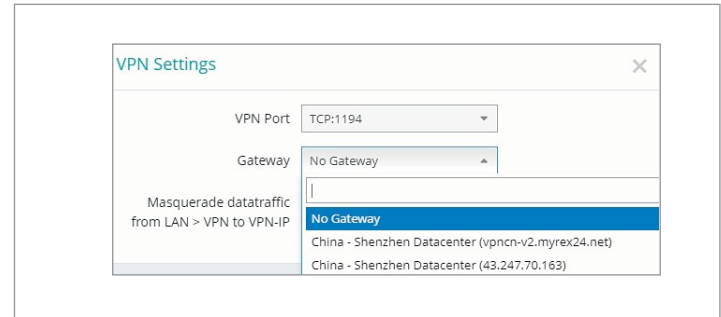 VPN Settings
VPN Port TCP:1194
Gateway No Gateway
Masquerade datatraffic
from LAN > VPN to VPN-IP
No Gateway
China - Shenzhen Datacenter (vpncn-v2.myrex24.net)
China - Shenzhen Datacenter (43.247.70.163)